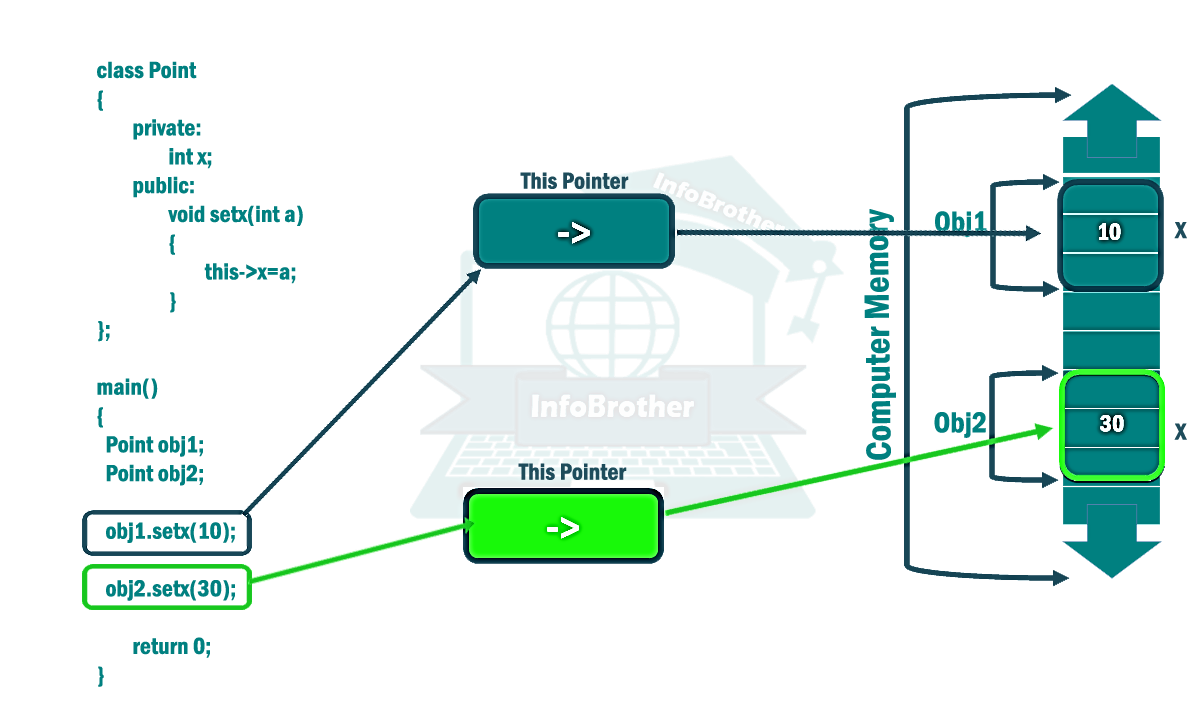 class Point
{
private:
int x;
public:
void setx(int a)
{
this->x=a;
}
};
main()
{
Point obj1;
Point obj2;
obj1.setx(10);
obj2.setx(30);
return 0;
}
This Pointer
->
This Pointer
->
InfoBrother
InfoBrother
Computer Memory
Obj1
10
X
Obj2
30
X